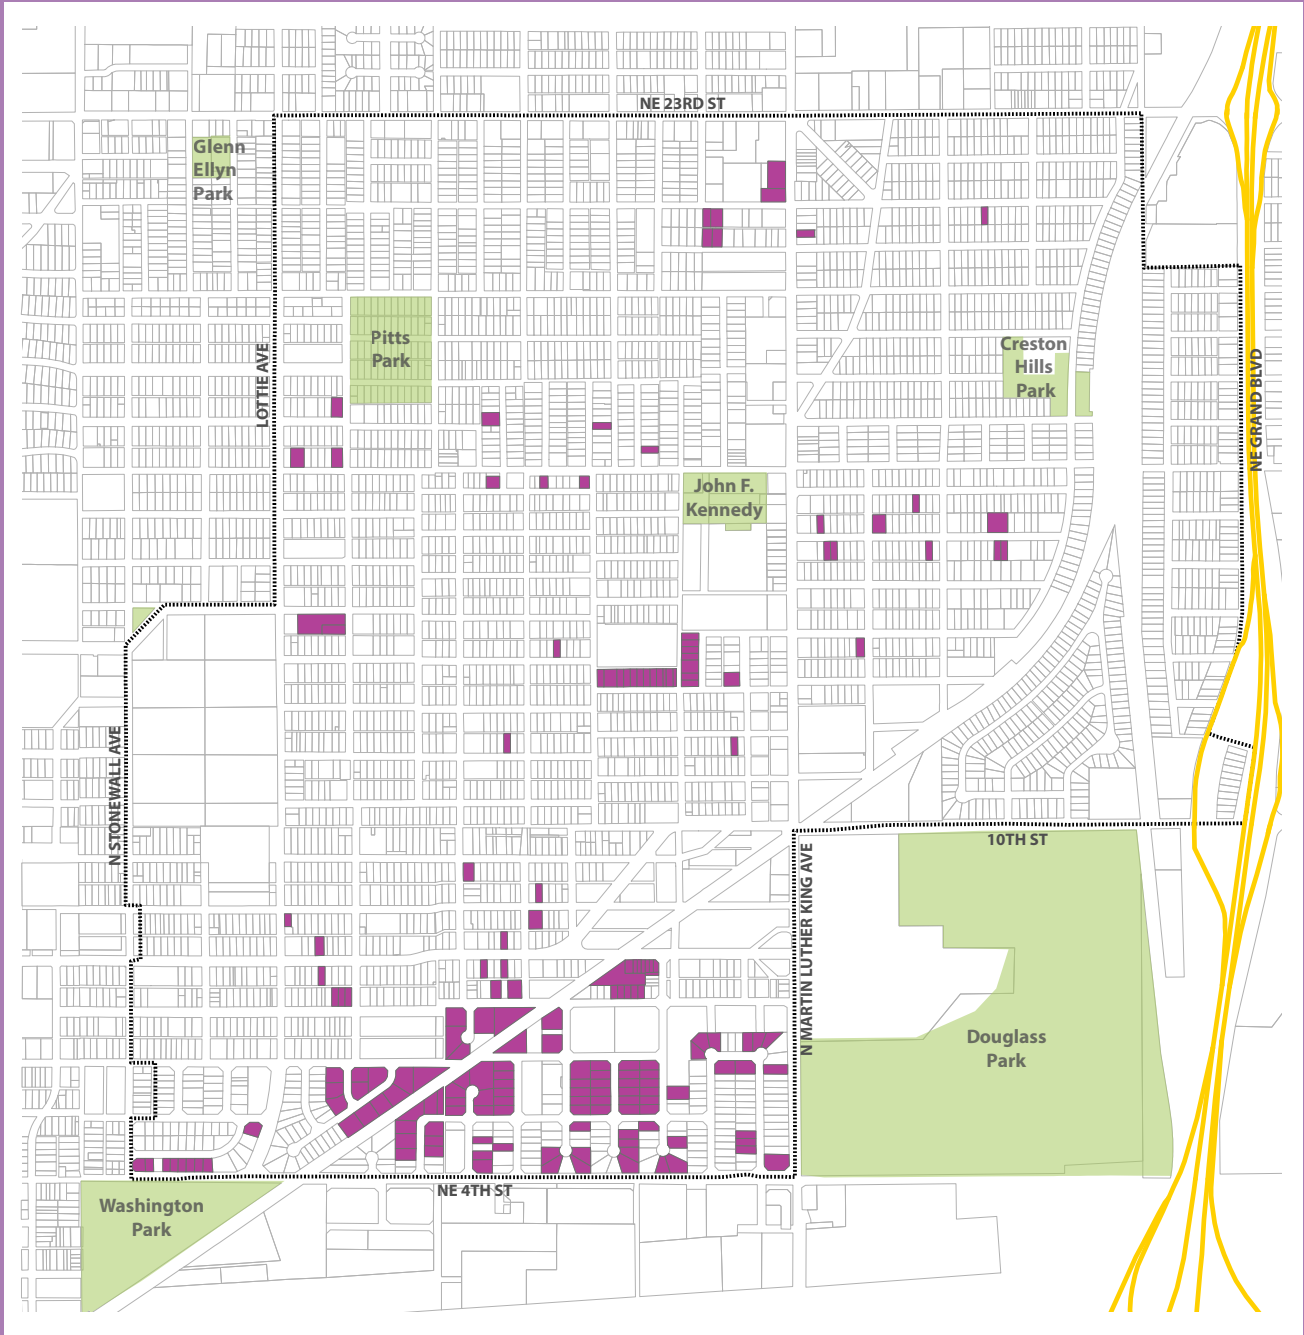 NE 23RD ST
Glenn
Ellyn
Park
Pitts
Park
Creston
Hills
Park
LOTTIE AVE
NE GRAND BLVD
John F.
Kennedy
N STONEWALL AVE
10TH ST
N MARTIN LUTHER KING AVE
Douglass
Park
NE 4TH ST
Washington
Park